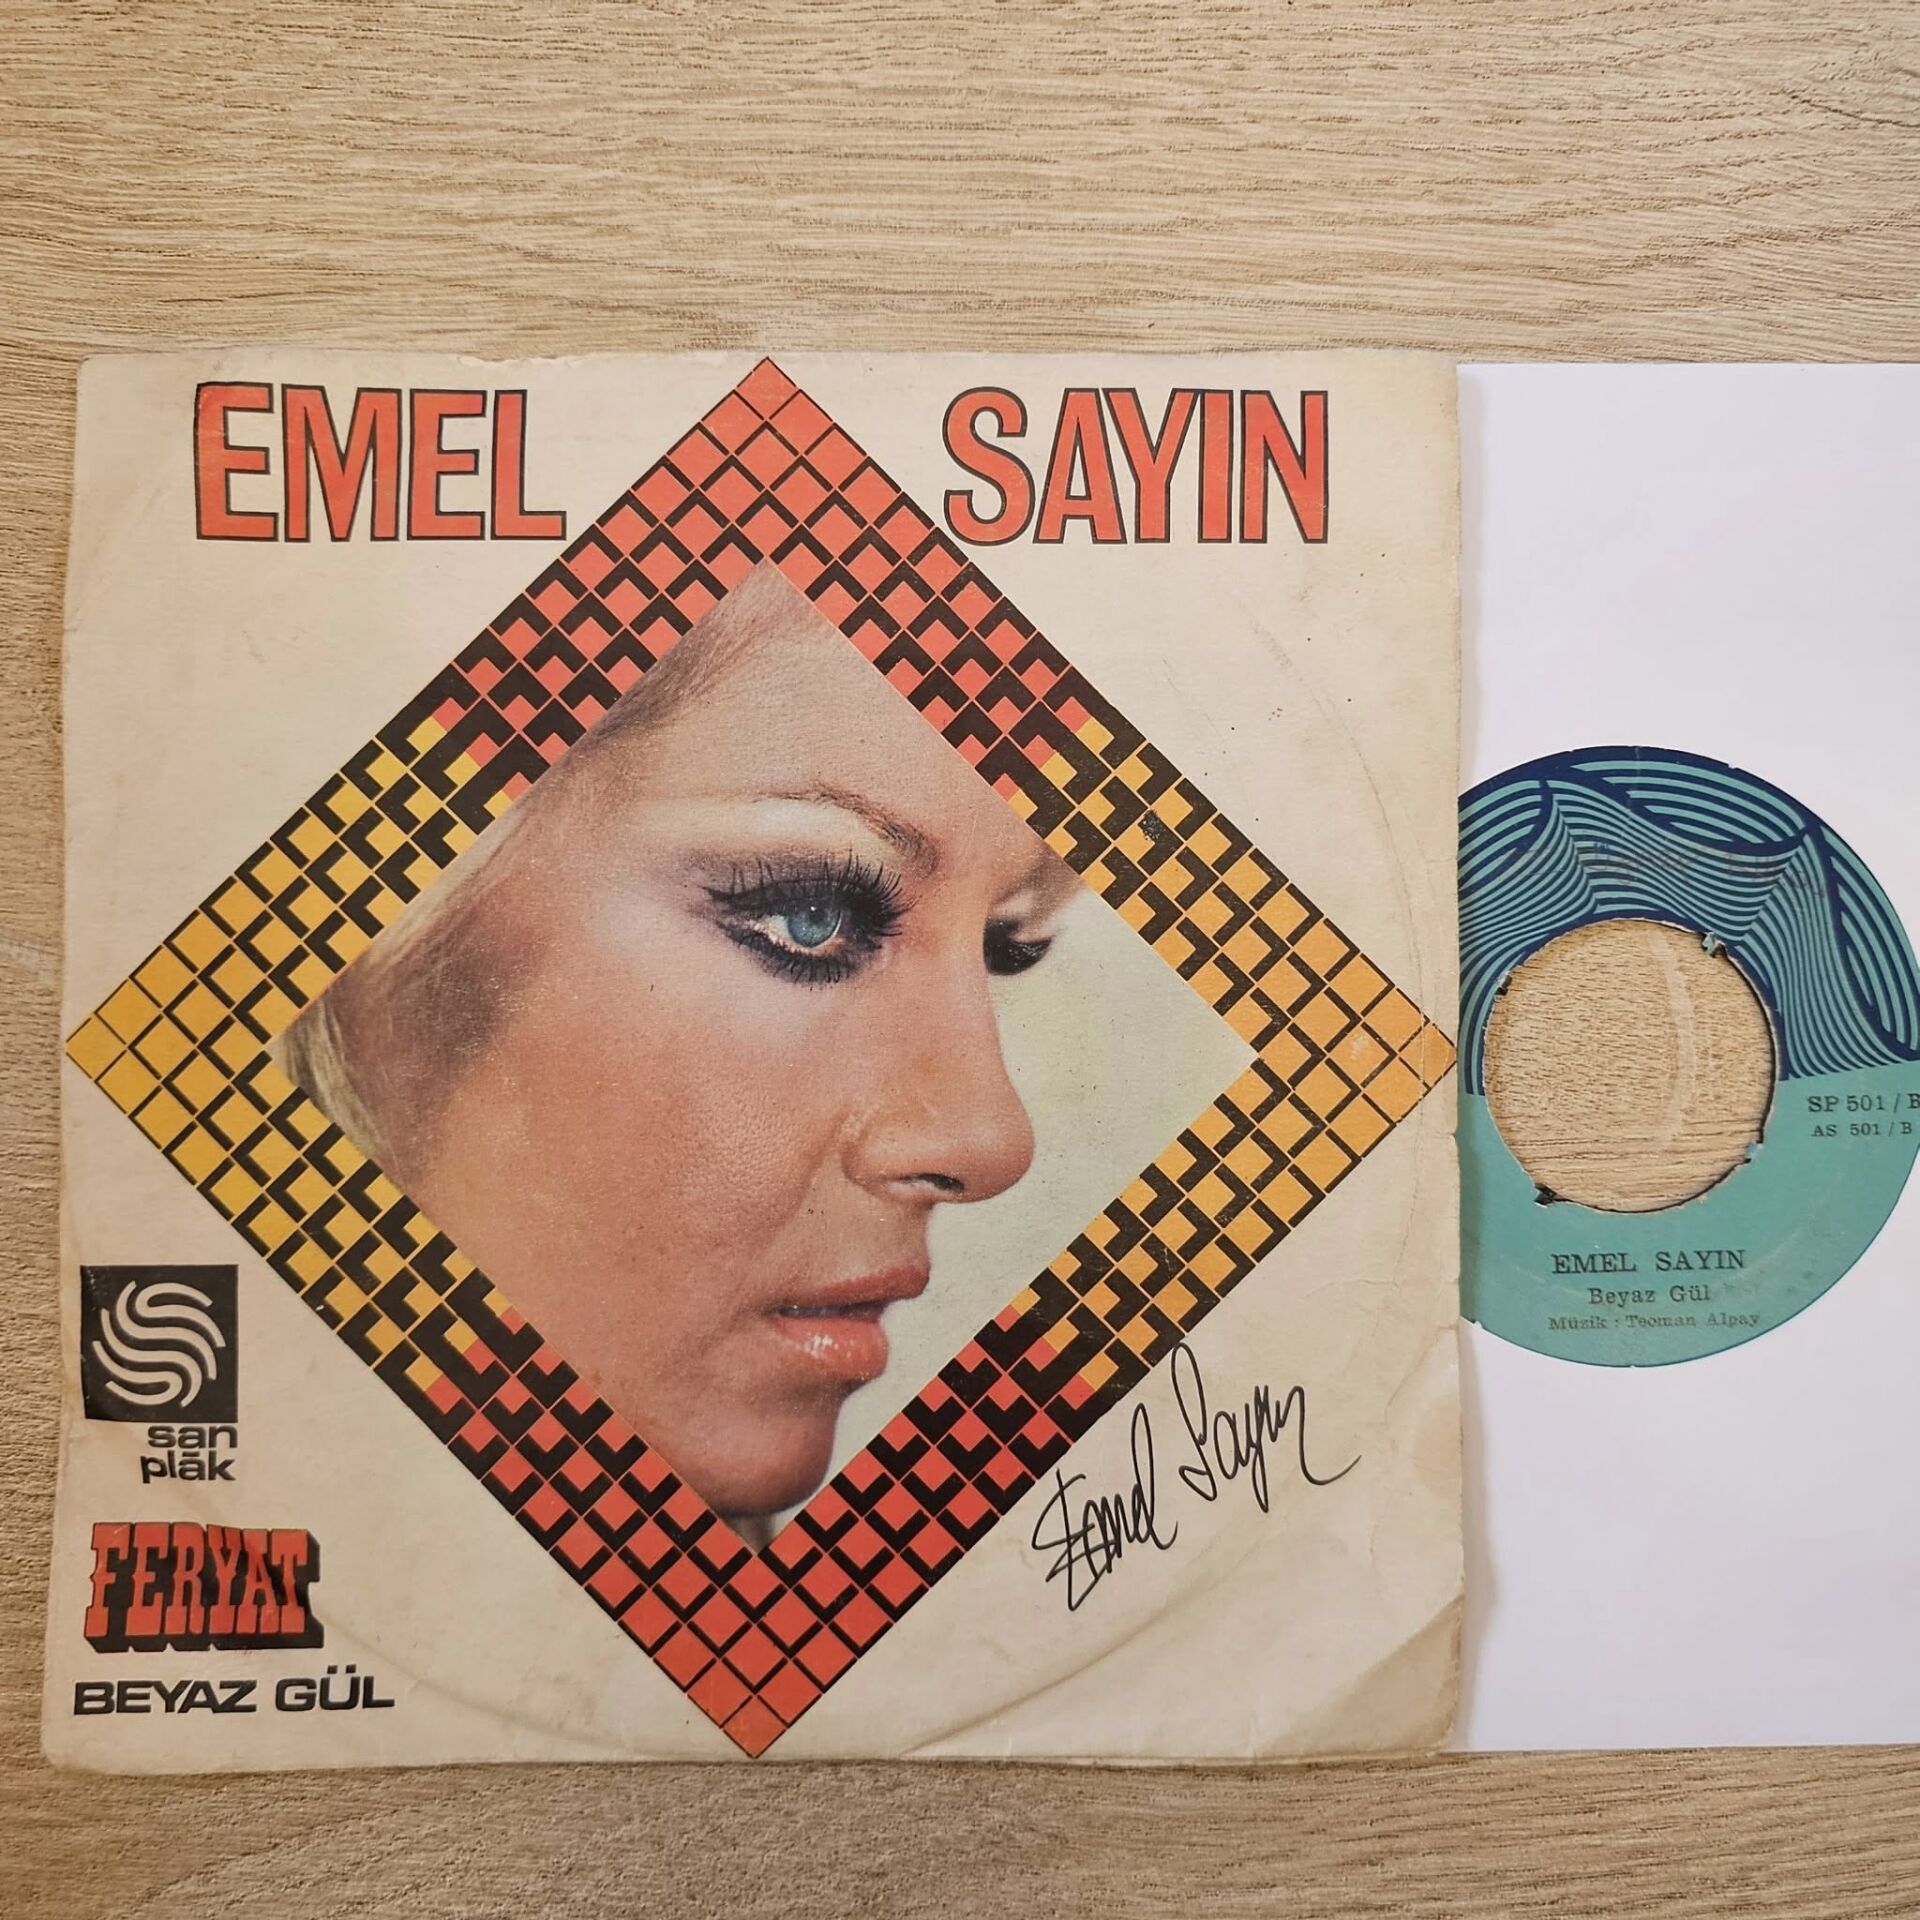 EMEL SAYIN
san
plâk
FERYAT
BEYAZ GÜL
Emel Sayın
SP 501 / B
AS 501 / B
EMEL SAYIN
Beyaz Gül
Müzik : Teoman Alpay